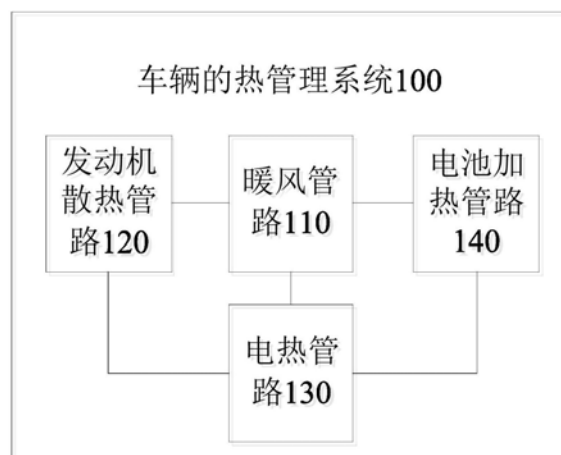 车辆的热管理系统100
发动机
散热管
路120
暖风管
路110
电池加
热管路
140
电热管
路130